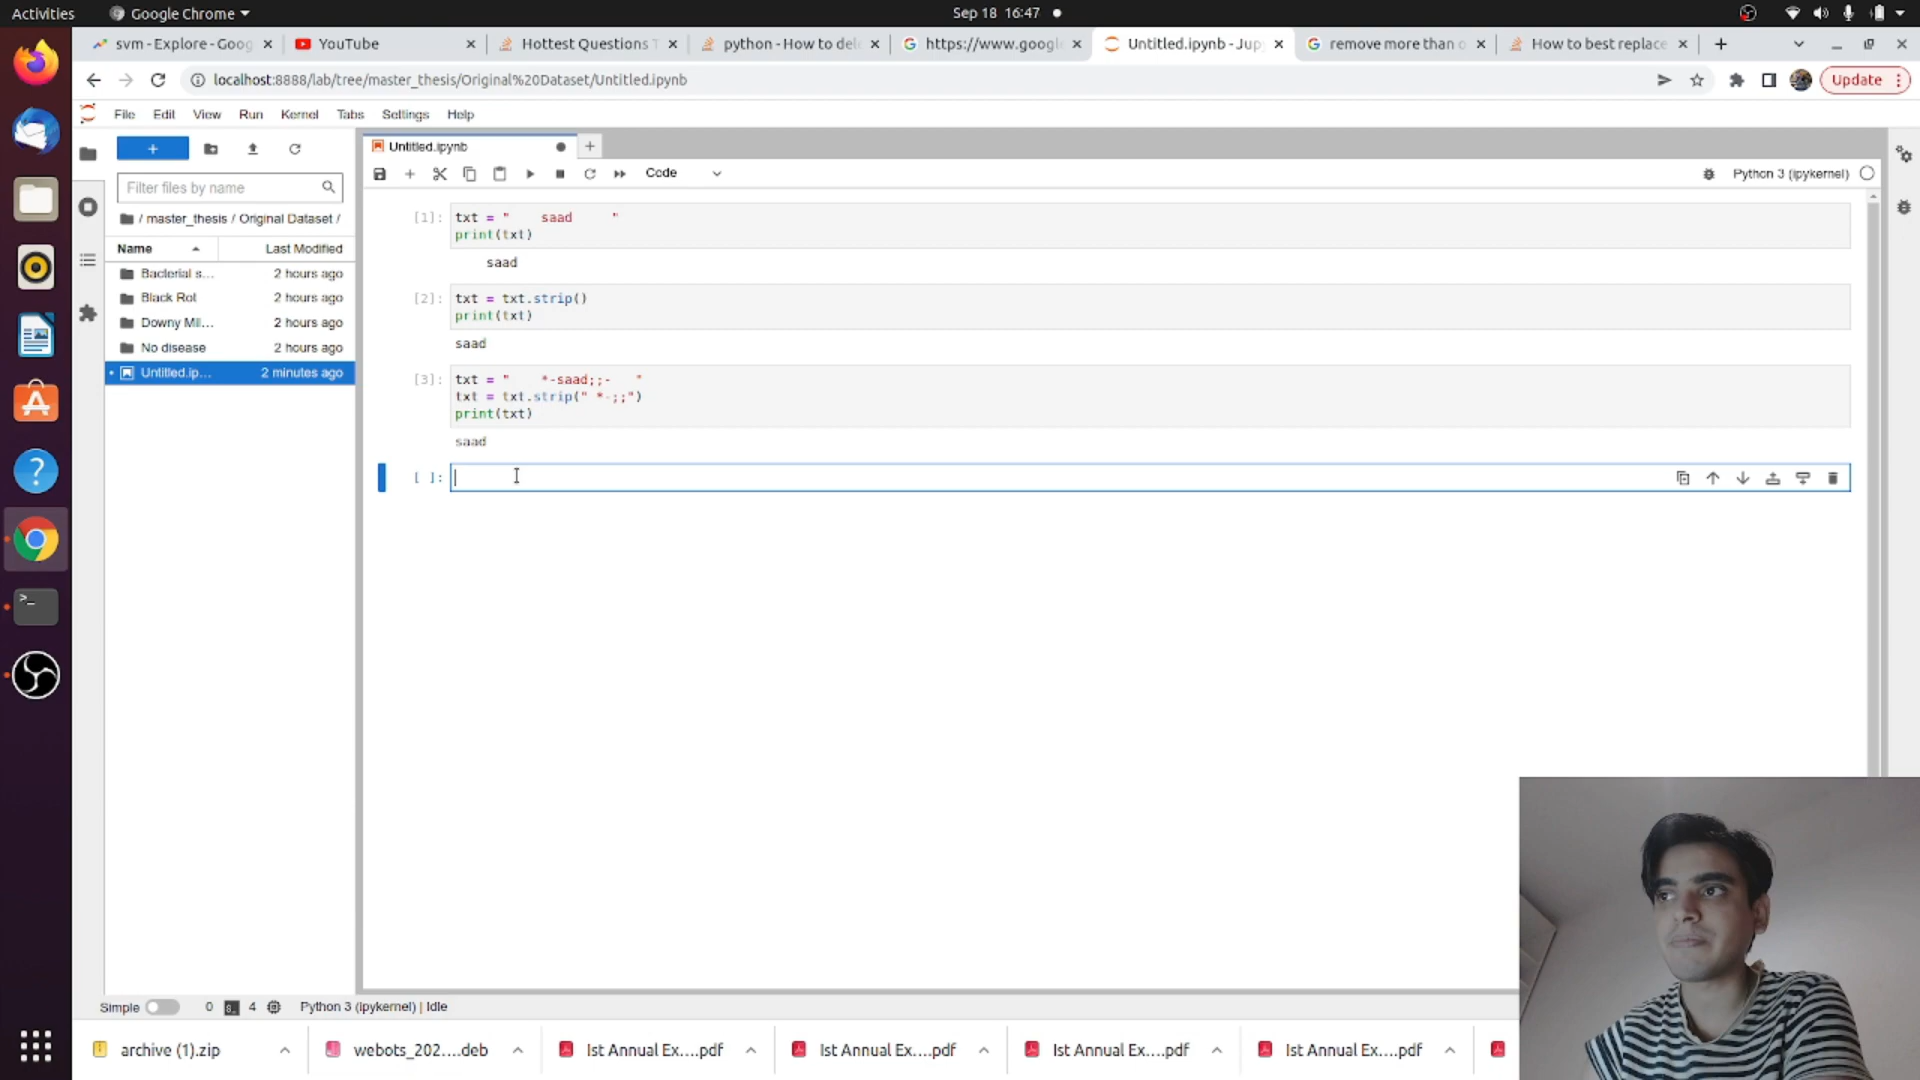 Activities Google Chrome Sep 18 16:47
svm - Explore - Goog YouTube Hottest Questions T python - How to del https://www.googl Untitled.ipynb - Jup remove more than o How to best replace
localhost:8888/lab/tree/master_thesis/Original%20Dataset/Untitled.ipynb Update
File Edit View Run Kernel Tabs Settings Help
Untitled.ipynb
Code Python 3 (ipykernel)
Filter files by name
/ master_thesis / Original Dataset /
Name Last Modified
Bacterial s... 2 hours ago
Black Rot 2 hours ago
Downy Mil... 2 hours ago
No disease 2 hours ago
Untitled.ip... 2 minutes ago
[1]: txt = "    saad     "
print(txt)
saad
[2]: txt = txt.strip()
print(txt)
saad
[3]: txt = "    *-saad;;-   "
txt = txt.strip(" *-;;")
print(txt)
saad
[ ]:
Simple 0 4 Python 3 (ipykernel) | Idle
archive (1).zip webots_202....deb Ist Annual Ex....pdf Ist Annual Ex....pdf Ist Annual Ex....pdf Ist Annual Ex....pdf